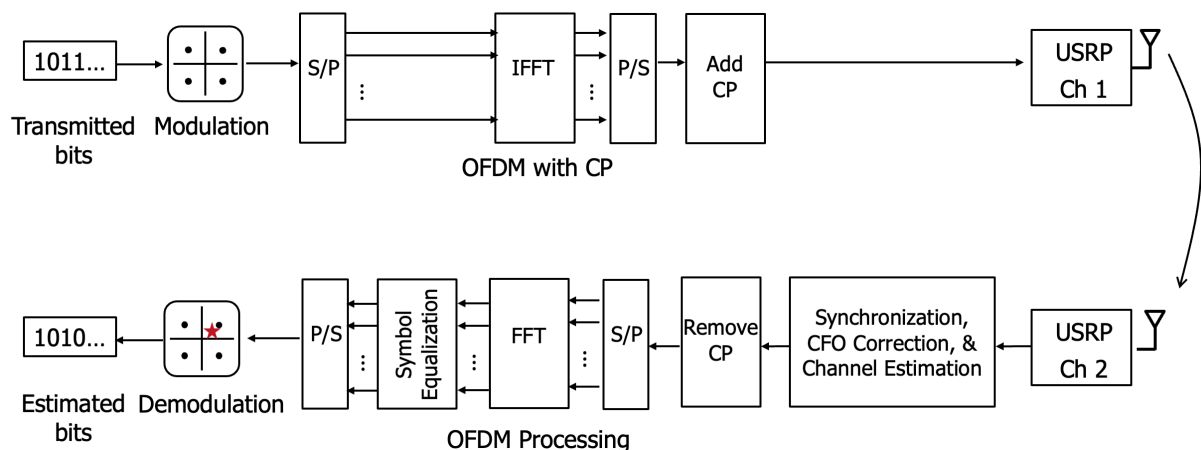 1011...
Transmitted
bits
Modulation
S/P
⋮
IFFT
⋮
P/S
Add
CP
OFDM with CP
USRP
Ch 1
1010...
Estimated
bits
Demodulation
P/S
⋮
Symbol
Equalization
⋮
FFT
⋮
S/P
Remove
CP
Synchronization,
CFO Correction, &
Channel Estimation
USRP
Ch 2
OFDM Processing